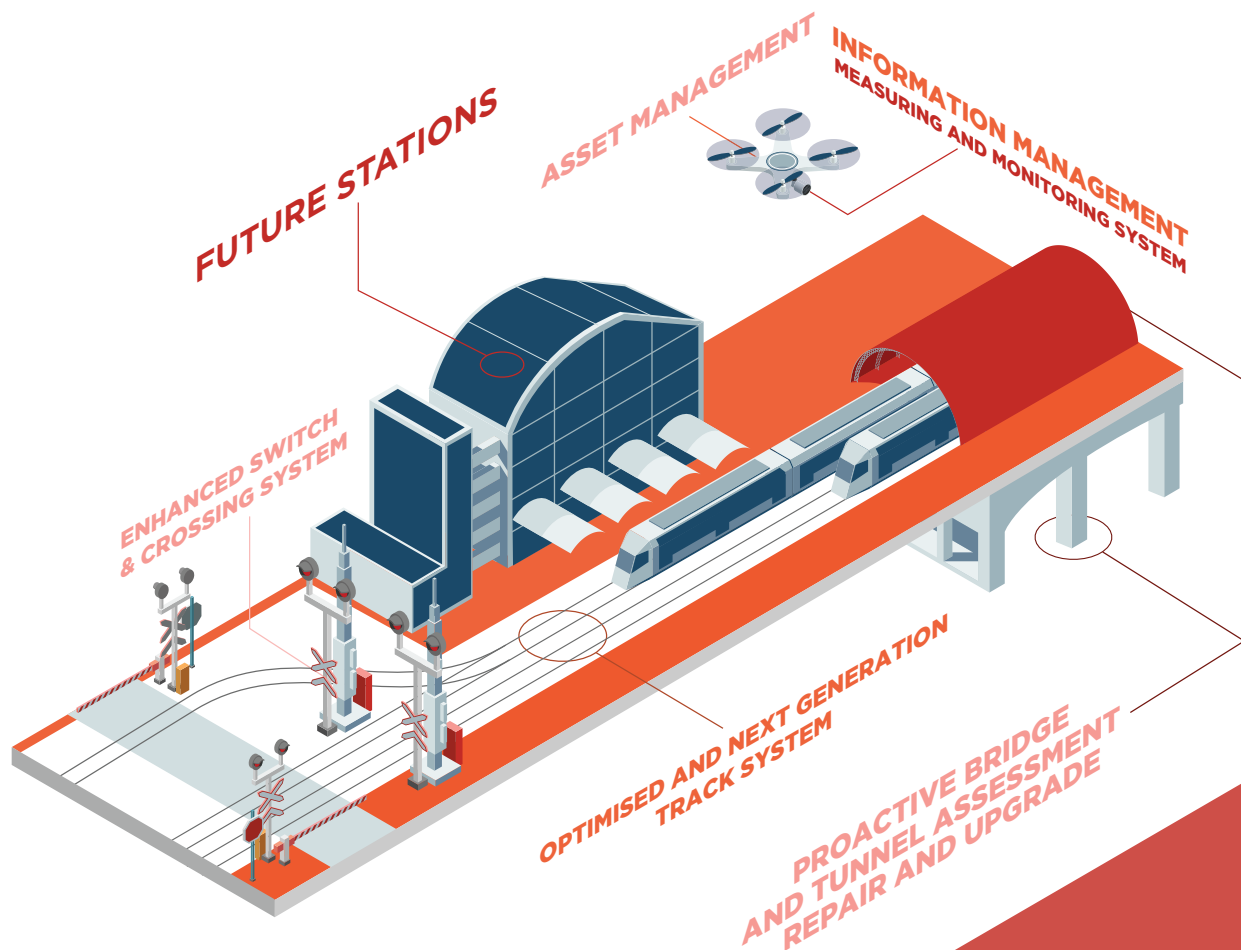 ASSET MANAGEMENT
INFORMATION MANAGEMENT
MEASURING AND MONITORING SYSTEM
FUTURE STATIONS
ENHANCED SWITCH
& CROSSING SYSTEM
OPTIMISED AND NEXT GENERATION
TRACK SYSTEM
PROACTIVE BRIDGE
AND TUNNEL ASSESSMENT
REPAIR AND UPGRADE